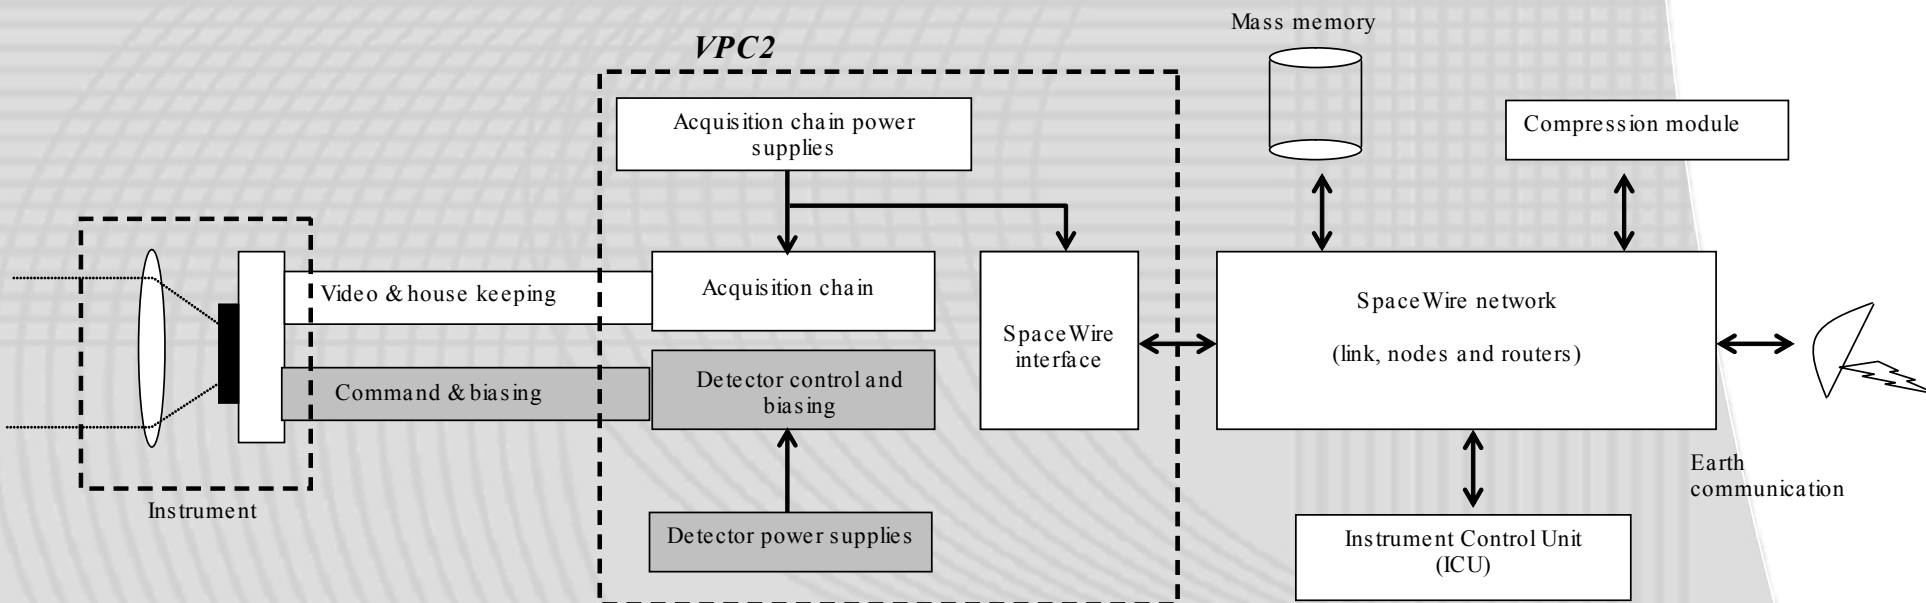 Mass memory
VPC2
Acquisition chain power
supplies
Compression module
Video & house keeping
Acquisition chain
SpaceWire
interface
SpaceWire network
(link, nodes and routers)
Command & biasing
Detector control and
biasing
Earth
communication
Instrument
Detector power supplies
Instrument Control Unit
(ICU)